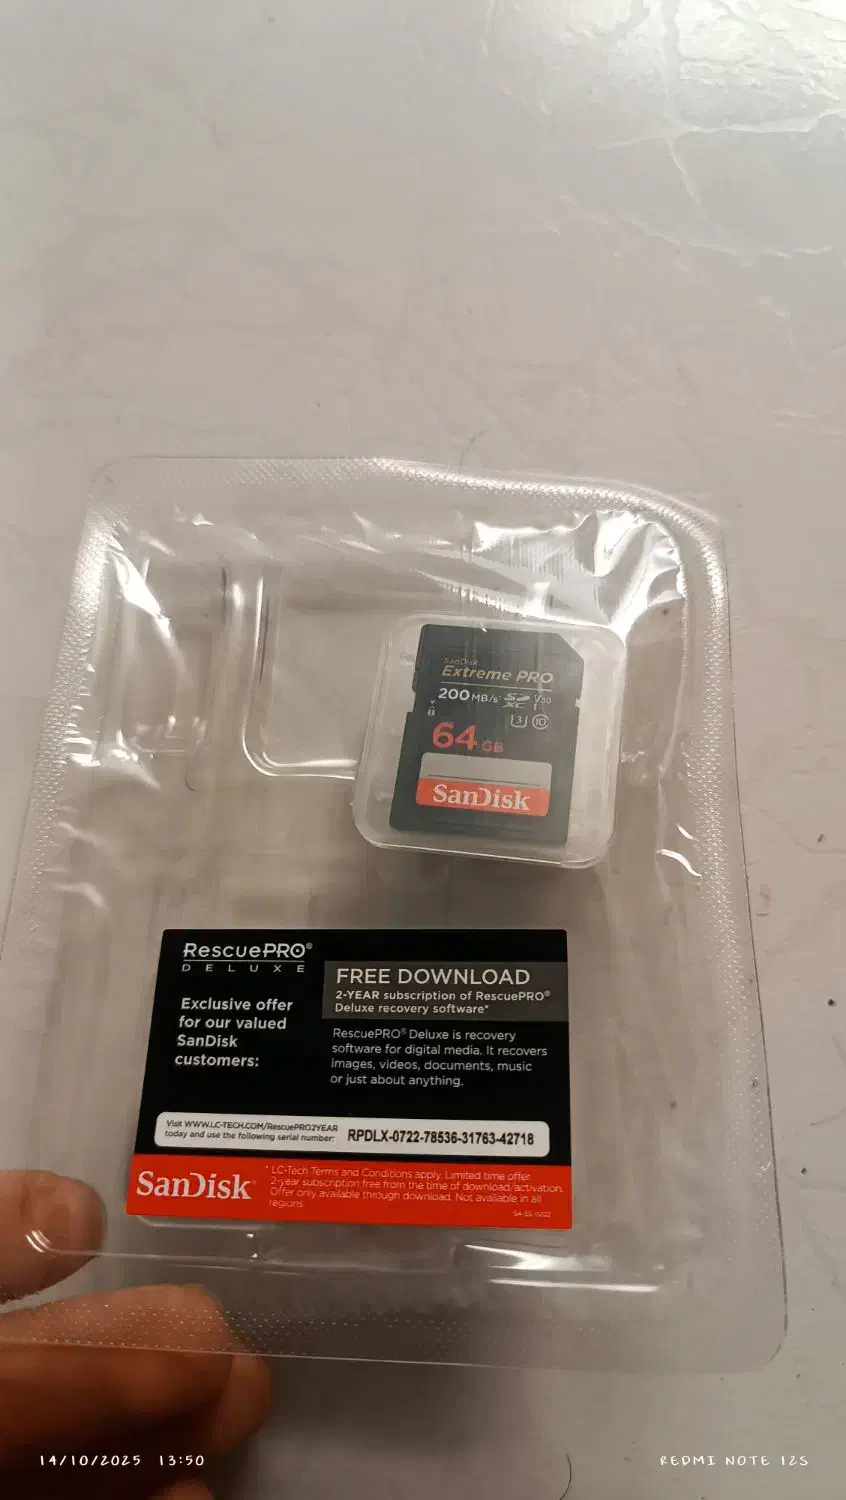 SanDisk
Extreme PRO
200 MB/s SD XC I V30
U3 10
64 GB
SanDisk
RescuePRO®
DELUXE
Exclusive offer
for our valued
SanDisk
customers:
FREE DOWNLOAD
2-YEAR subscription of RescuePRO®
Deluxe recovery software*
RescuePRO® Deluxe is recovery
software for digital media. It recovers
images, videos, documents, music
or just about anything.
Visit WWW.LC-TECH.COM/RescuePRO2YEAR
today and use the following serial number:
RPDLX-0722-78536-31763-42718
SanDisk®
* LC-Tech Terms and Conditions apply. Limited time offer.
2-year subscription free from the time of download/activation.
Offer only available through download. Not available in all
regions.
14/10/2025 13:50
REDMI NOTE 12S